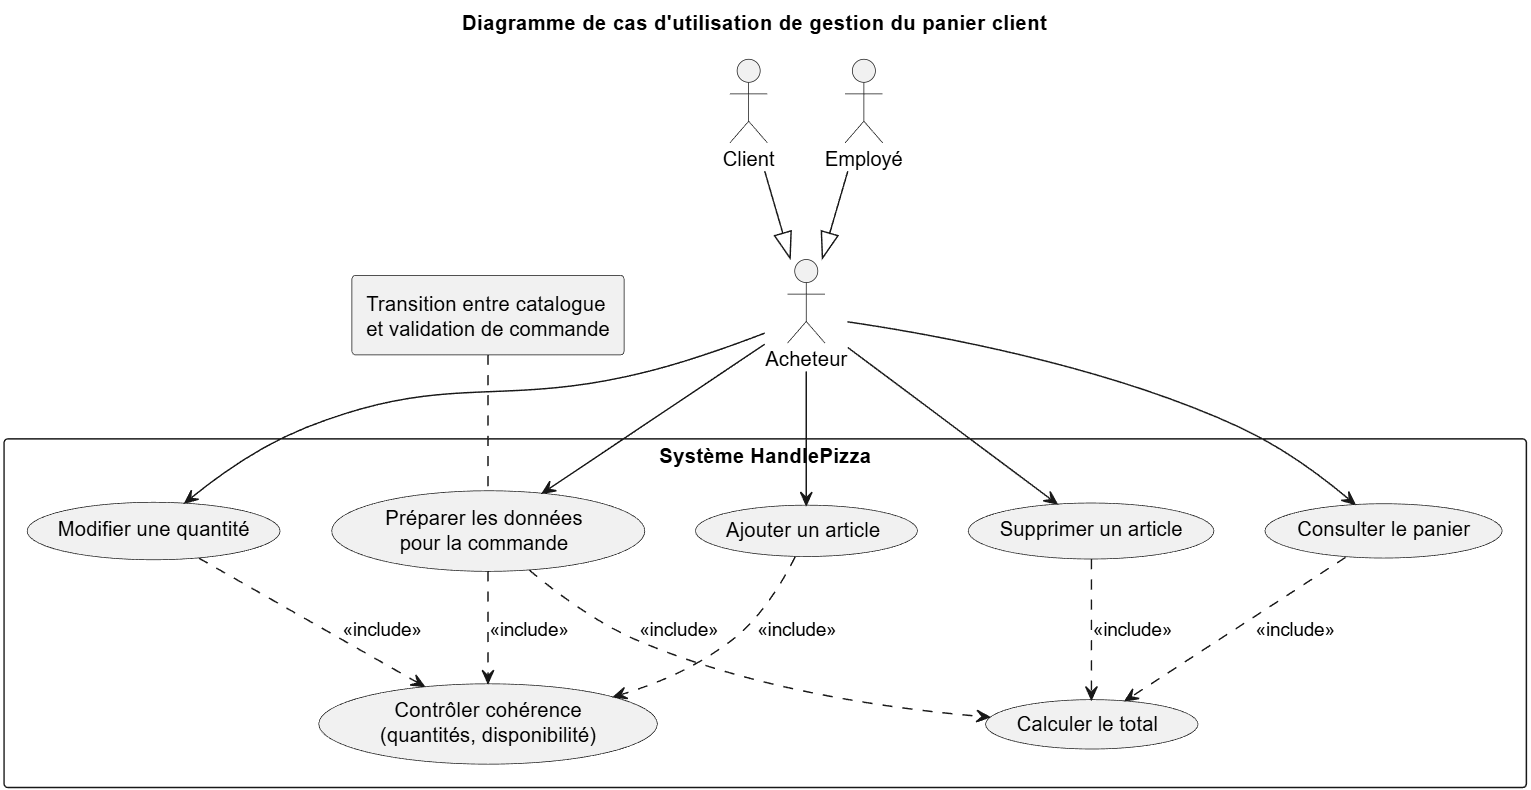 Diagramme de cas d'utilisation de gestion du panier client
Client
Employé
Transition entre catalogue
et validation de commande
Acheteur
Système HandlePizza
Modifier une quantité
Préparer les données
pour la commande
Ajouter un article
Supprimer un article
Consulter le panier
«include»
«include»
«include»
«include»
«include»
«include»
Contrôler cohérence
(quantités, disponibilité)
Calculer le total